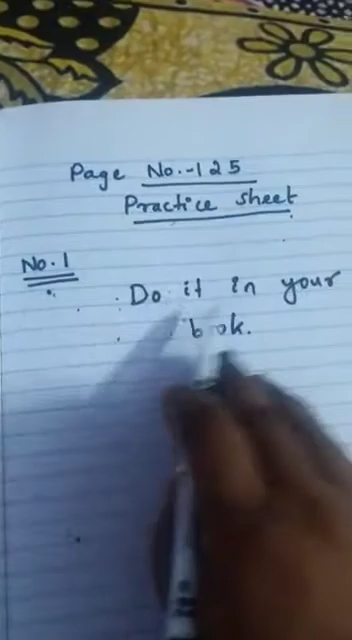 Page No.-125
Practice sheet
No. 1
Do it in your
book.